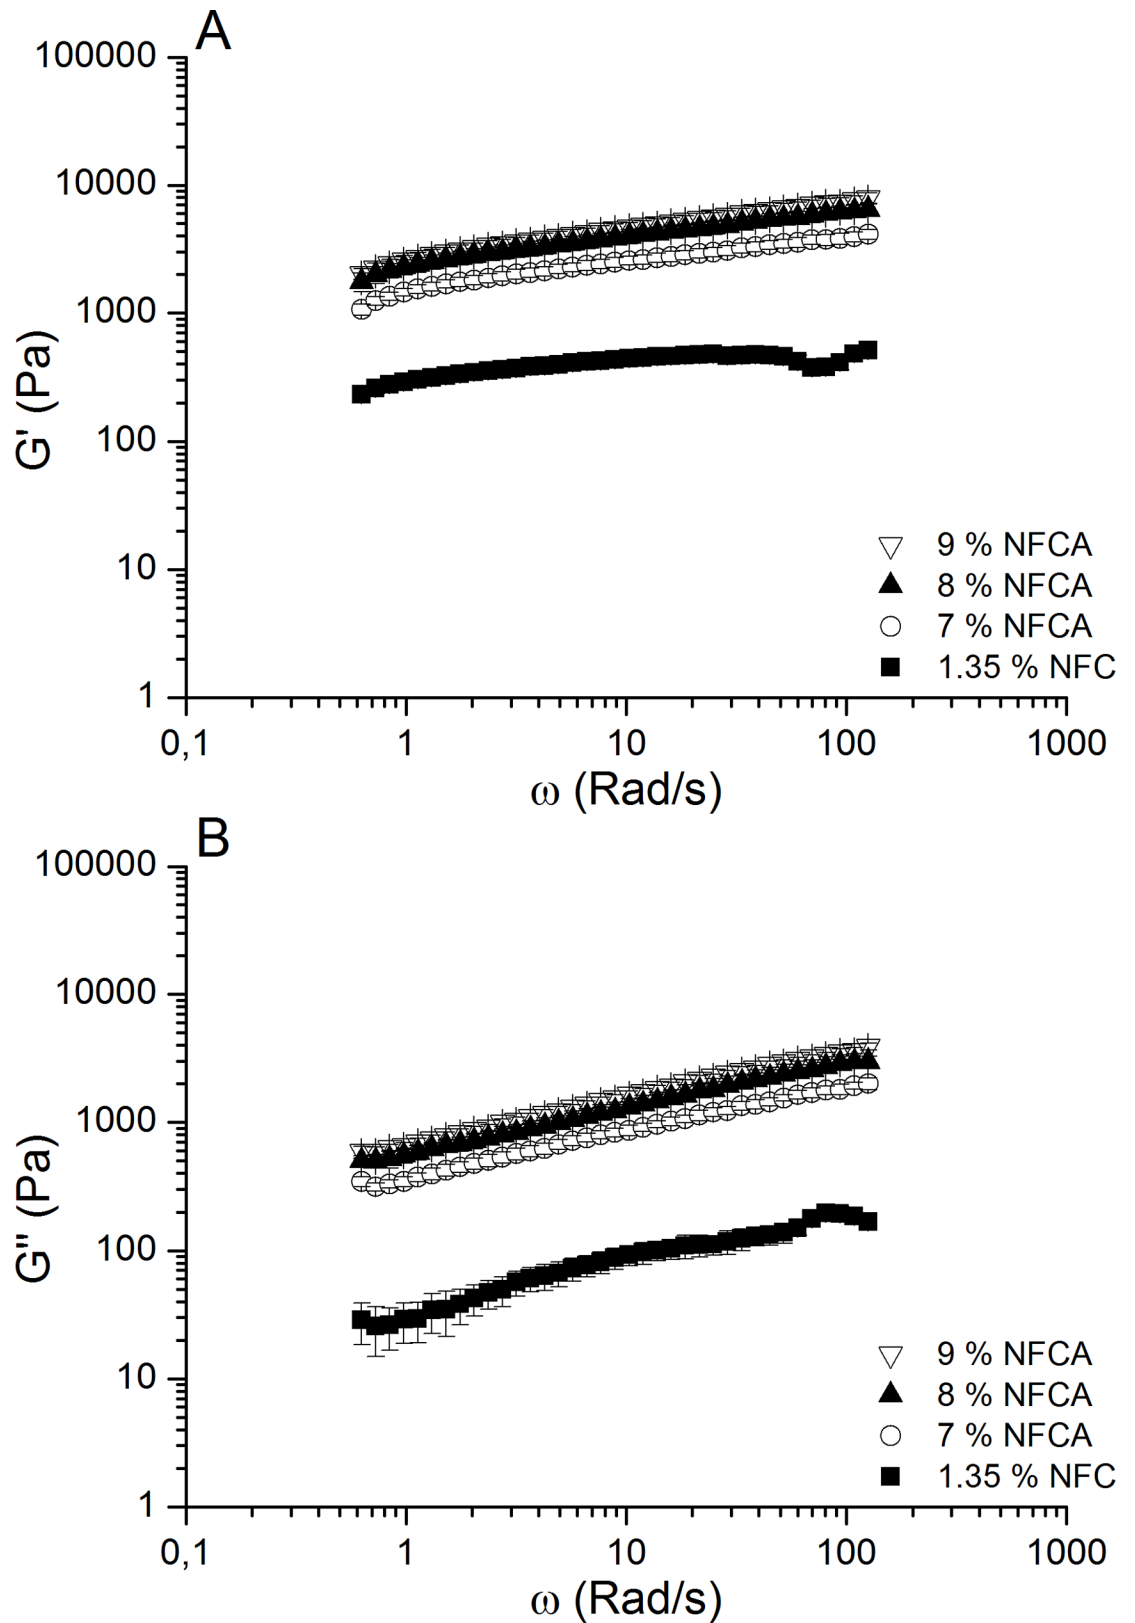 A
100000
10000
1000
100
10
1
G' (Pa)
9 % NFCA
8 % NFCA
7 % NFCA
1.35 % NFC
0,1 1 10 100 1000
ω (Rad/s)
B
100000
10000
1000
100
10
1
G'' (Pa)
9 % NFCA
8 % NFCA
7 % NFCA
1.35 % NFC
0,1 1 10 100 1000
ω (Rad/s)